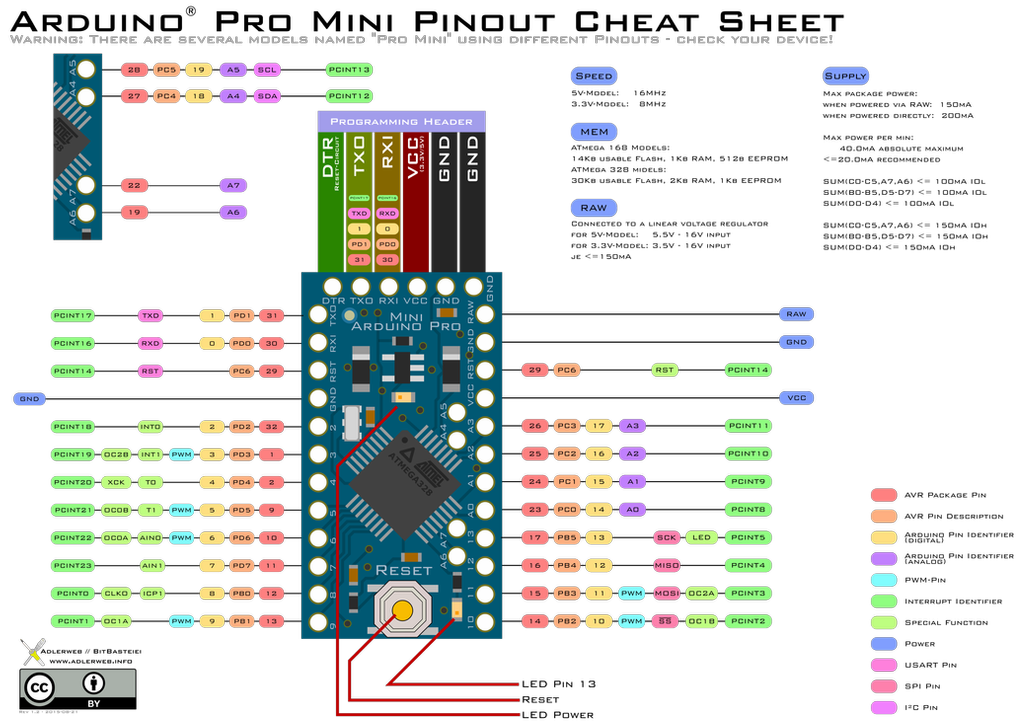 Arduino® Pro Mini Pinout Cheat Sheet
Warning: There are several models named "Pro Mini" using different Pinouts - check your device!
A5 28 PC5 19 A5 SCL PCINT13
A4 27 PC4 18 A4 SDA PCINT12
A7 22 A7
A6 19 A6
Programming Header
DTR Reset-Circuit
TXO TXD 1 PD1 31
RXI RXD 0 PD0 30
VCC (3.3V/5V)
GND
GND
Speed
5V-Model: 16MHz
3.3V-Model: 8MHz
Mem
ATmega 168 Models:
14Kb usable Flash, 1Kb RAM, 512b EEPROM
ATmega 328 midels:
30Kb usable Flash, 2Kb RAM, 1Kb EEPROM
RAW
Connected to a linear voltage regulator
for 5V-Model: 5.5V - 16V input
for 3.3V-Model: 3.5V - 16V input
je <=150mA
Supply
Max package power:
when powered via RAW: 150mA
when powered directly: 200mA
Max power per min:
40.0mA absolute maximum
<=20.0mA recommended
sum(C0-C5,A7,A6) <= 100mA IOL
sum(B0-B5,D5-D7) <= 100mA IOL
sum(D0-D4) <= 100mA IOL
sum(C0-C5,A7,A6) <= 150mA IOH
sum(B0-B5,D5-D7) <= 150mA IOH
sum(D0-D4) <= 150mA IOH
DTR TXO RXI VCC GND GND
Mini
Arduino Pro
PCINT17 TXD 1 PD1 31 TXO
PCINT16 RXD 0 PD0 30 RXI
PCINT14 RST PC6 29 RST
GND GND
PCINT18 INT0 2 PD2 32 2
PCINT19 OC2B INT1 PWM 3 PD3 1 3
PCINT20 XCK T0 4 PD4 2 4
PCINT21 OC0B T1 PWM 5 PD5 9 5
PCINT22 OC0A AIN0 PWM 6 PD6 10 6
PCINT23 AIN1 7 PD7 11 7
PCINT0 CLKO ICP1 8 PB0 12 8
PCINT1 OC1A PWM 9 PB1 13 9
A5
A4
ATMEL
ATMEGA328
A7
A6
Reset
RAW RAW
GND GND
RST 29 PC6 RST PCINT14
VCC VCC
A3 26 PC3 17 A3 PCINT11
A2 25 PC2 16 A2 PCINT10
A1 24 PC1 15 A1 PCINT9
A0 23 PC0 14 A0 PCINT8
13 17 PB5 13 SCK LED PCINT5
12 16 PB4 12 MISO PCINT4
11 15 PB3 11 PWM MOSI OC2A PCINT3
10 14 PB2 10 PWM SS OC1B PCINT2
LED Pin 13
Reset
LED Power
AVR Package Pin
AVR Pin Description
Arduino Pin Identifier (digital)
Arduino Pin Identifier (analog)
PWM-Pin
Interrupt Identifier
Special Function
Power
USART Pin
SPI Pin
I²C Pin
Adlerweb // BitBasteiei
www.adlerweb.info
CC BY